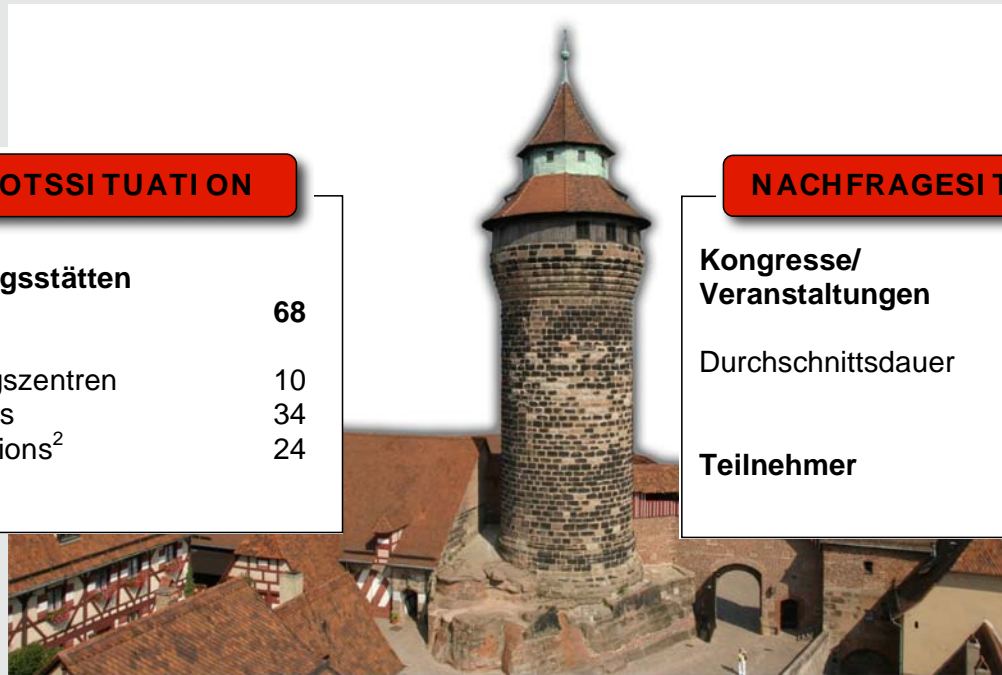 OTSSITUATION
gsstätten
68
gszentren 10
s 34
ions² 24
NACHFRAGESIT
Kongresse/
Veranstaltungen
Durchschnittsdauer
Teilnehmer